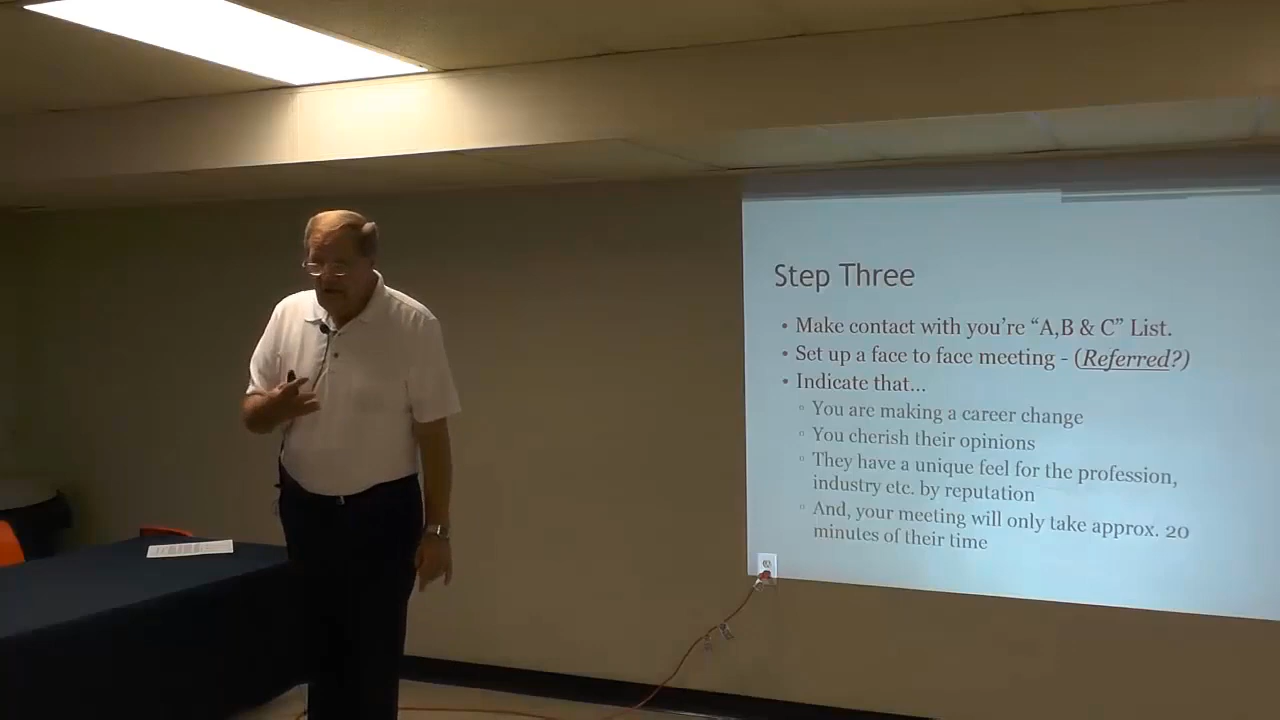 Step Three
• Make contact with you're “A,B & C” List.
• Set up a face to face meeting - (Referred?)
• Indicate that...
▫ You are making a career change
▫ You cherish their opinions
▫ They have a unique feel for the profession,
industry etc. by reputation
▫ And, your meeting will only take approx. 20
minutes of their time